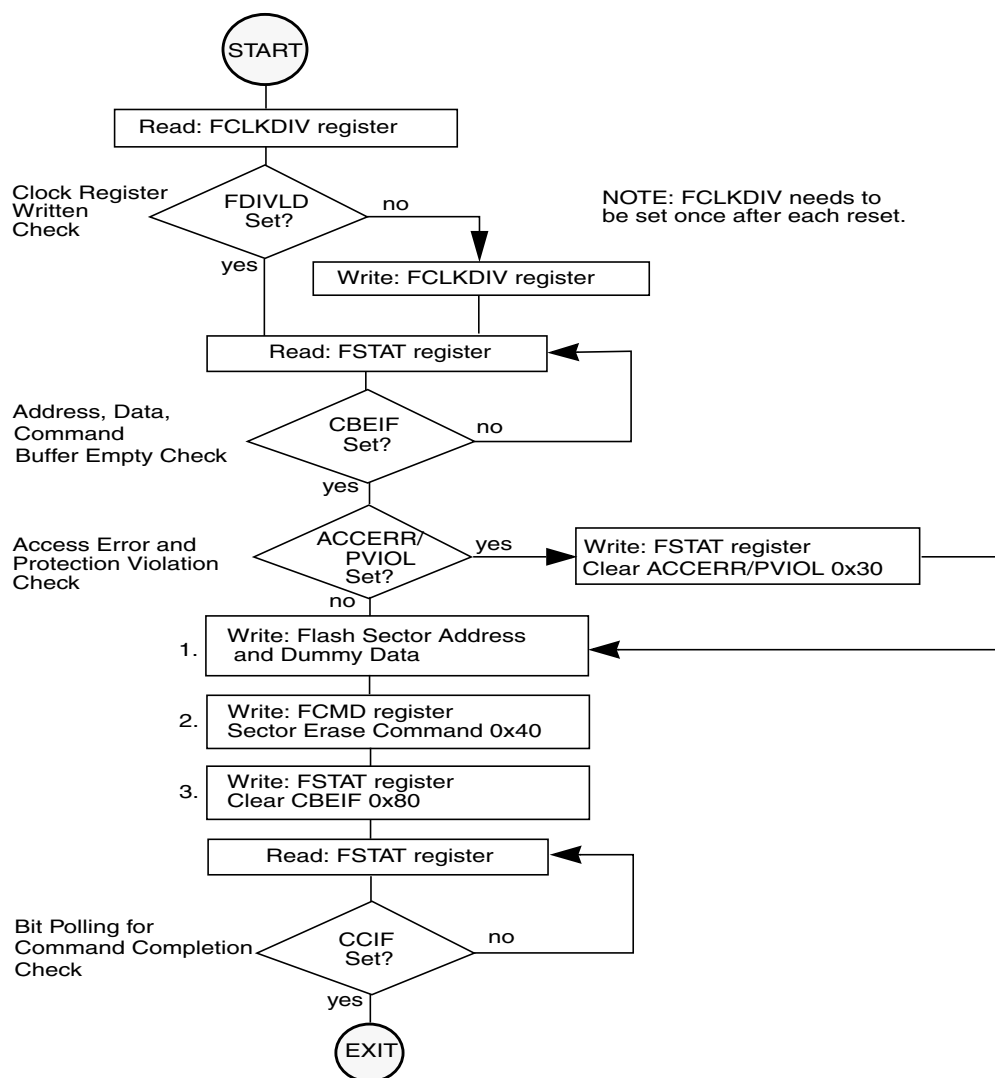 START
Read: FCLKDIV register
Clock Register
Written
Check
FDIVLD
Set?
no
yes
NOTE: FCLKDIV needs to
be set once after each reset.
Write: FCLKDIV register
Read: FSTAT register
Address, Data,
Command
Buffer Empty Check
CBEIF
Set?
no
yes
Access Error and
Protection Violation
Check
ACCERR/
PVIOL
Set?
yes
no
Write: FSTAT register
Clear ACCERR/PVIOL 0x30
1.
Write: Flash Sector Address
and Dummy Data
2.
Write: FCMD register
Sector Erase Command 0x40
3.
Write: FSTAT register
Clear CBEIF 0x80
Read: FSTAT register
Bit Polling for
Command Completion
Check
CCIF
Set?
no
yes
EXIT